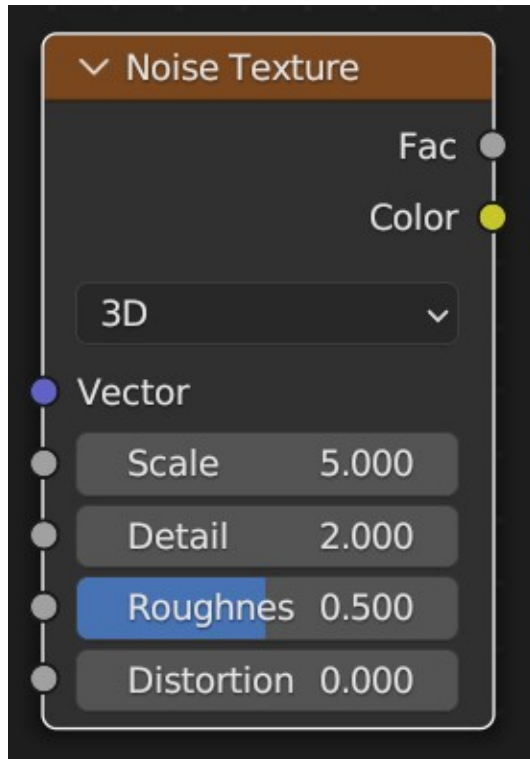 Noise Texture
Fac
Color
3D
Vector
Scale 5.000
Detail 2.000
Roughnes 0.500
Distortion 0.000